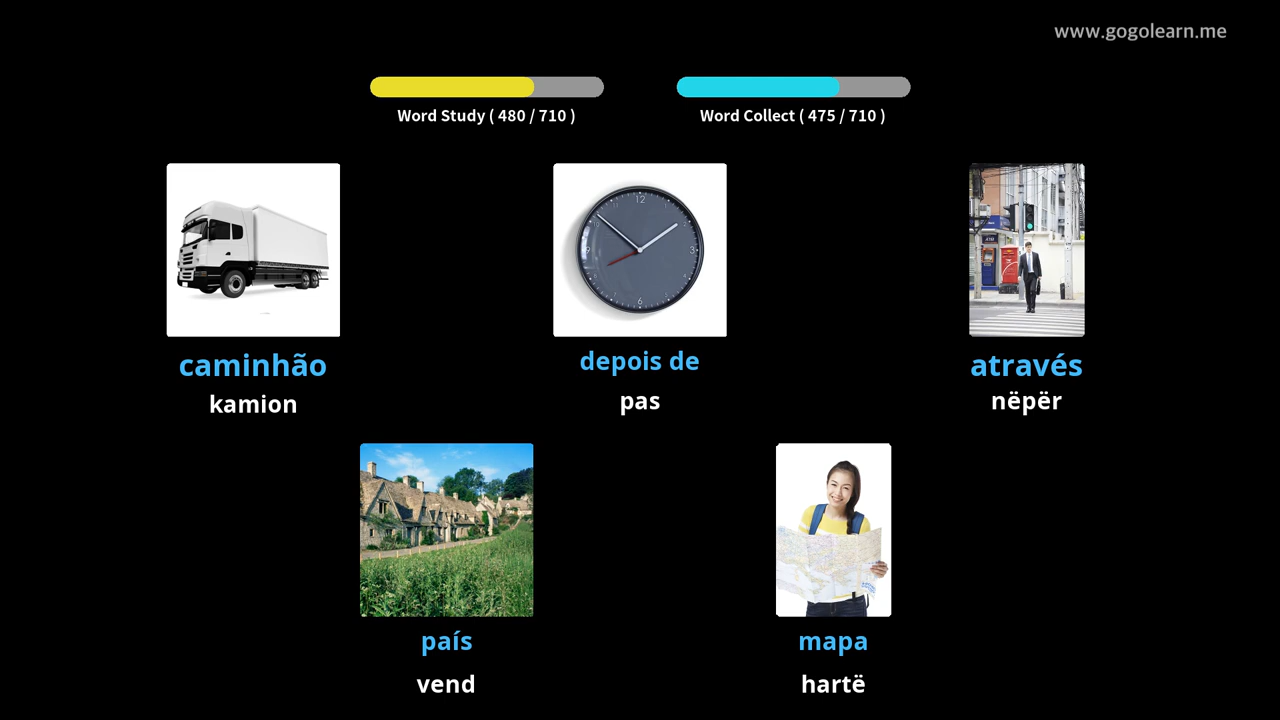 www.gogolearn.me
Word Study ( 480 / 710 )
Word Collect ( 475 / 710 )
caminhão
kamion
depois de
pas
através
nëpër
país
vend
mapa
hartë